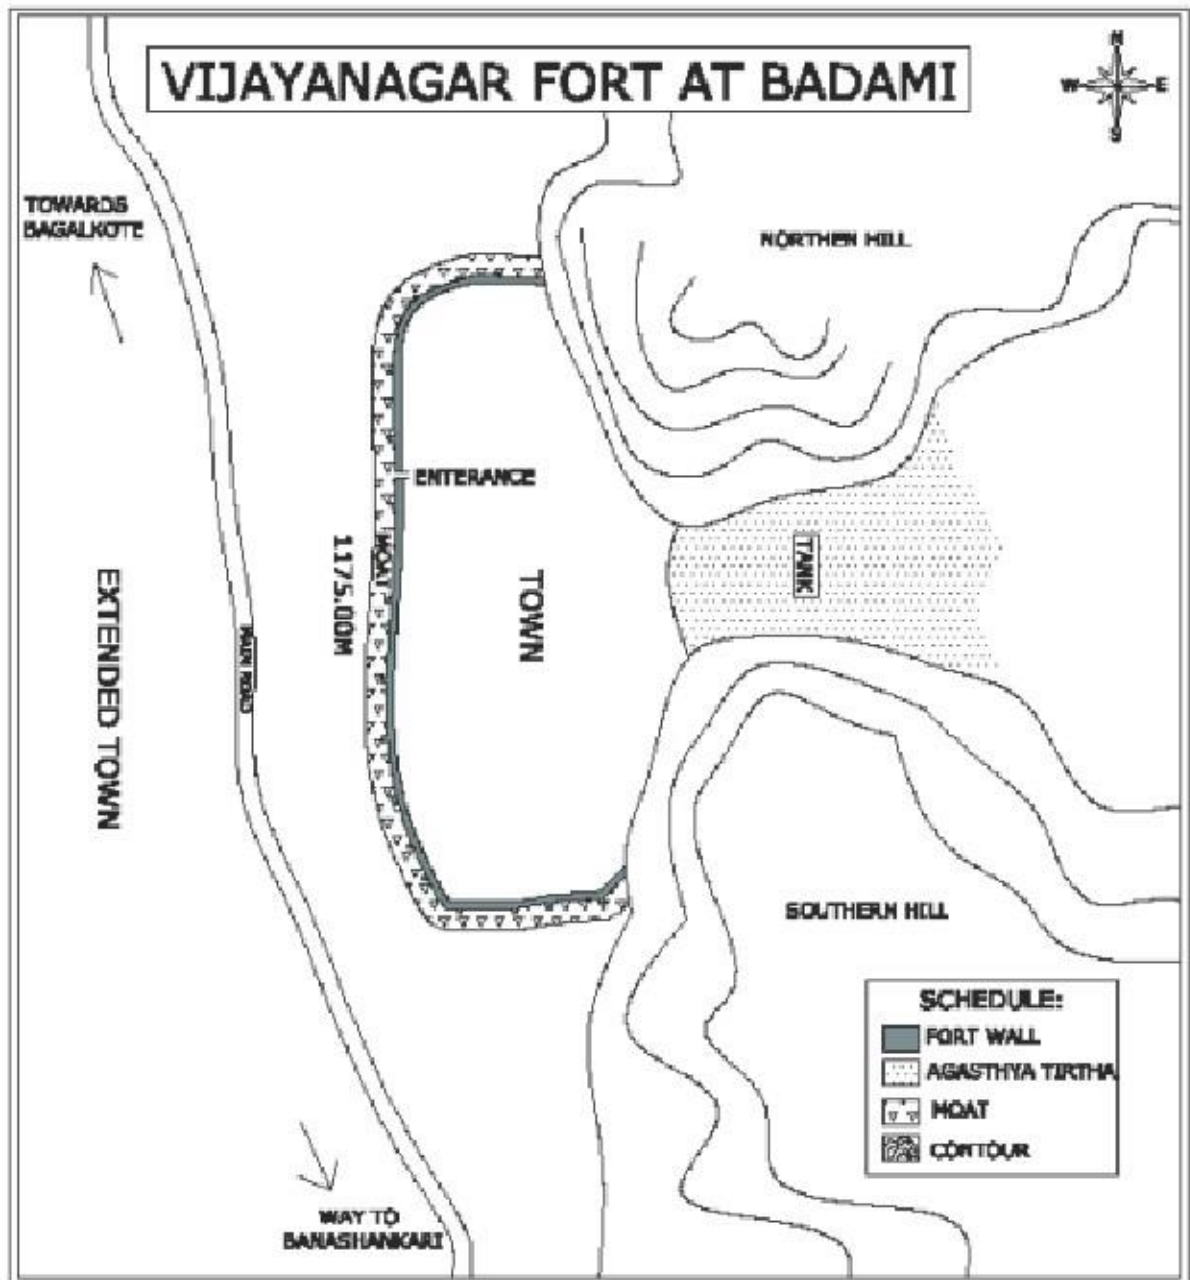 VIJAYANAGAR FORT AT BADAMI
N
W E
S
TOWARDS
BAGALKOTE
NORTHEN HILL
ENTERANCE
MOAT
1175.00M
TOWN
TANK
EXTENDED TOWN
MAIN ROAD
SOUTHERN HILL
SCHEDULE:
FORT WALL
AGASTHYA TIRTHA
MOAT
CONTOUR
WAY TO
BANASHANKARI